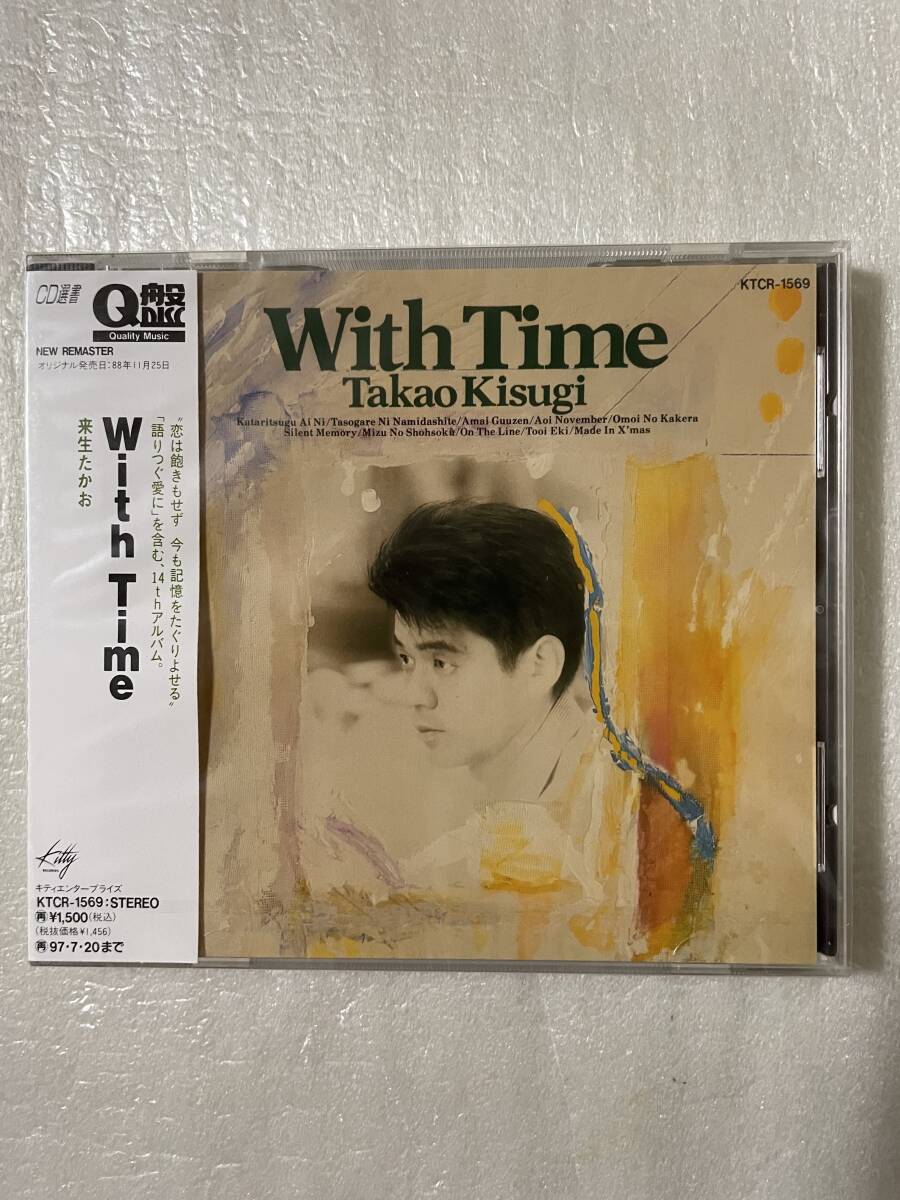 CD選書
Q盤
DISC
Quality Music
NEW REMASTER
オリジナル発売日:88年11月25日
With Time
来生たかお
“恋は飽きもせず 今も記憶をたぐりよせる”
「語りつぐ愛に」を含む、14thアルバム。
Kitty
RECORDS
キティエンタープライズ
KTCR-1569:STEREO
再¥1,500(税込)
(税抜価格¥1,456)
再97・7・20まで
KTCR-1569
With Time
Takao Kisugi
Kataritsugu Ai Ni/Tasogare Ni Namidashite/Amai Guuzen/Aoi November/Omoi No Kakera
Silent Memory/Mizu No Shohsoku/On The Line/Tooi Eki/Made In X'mas